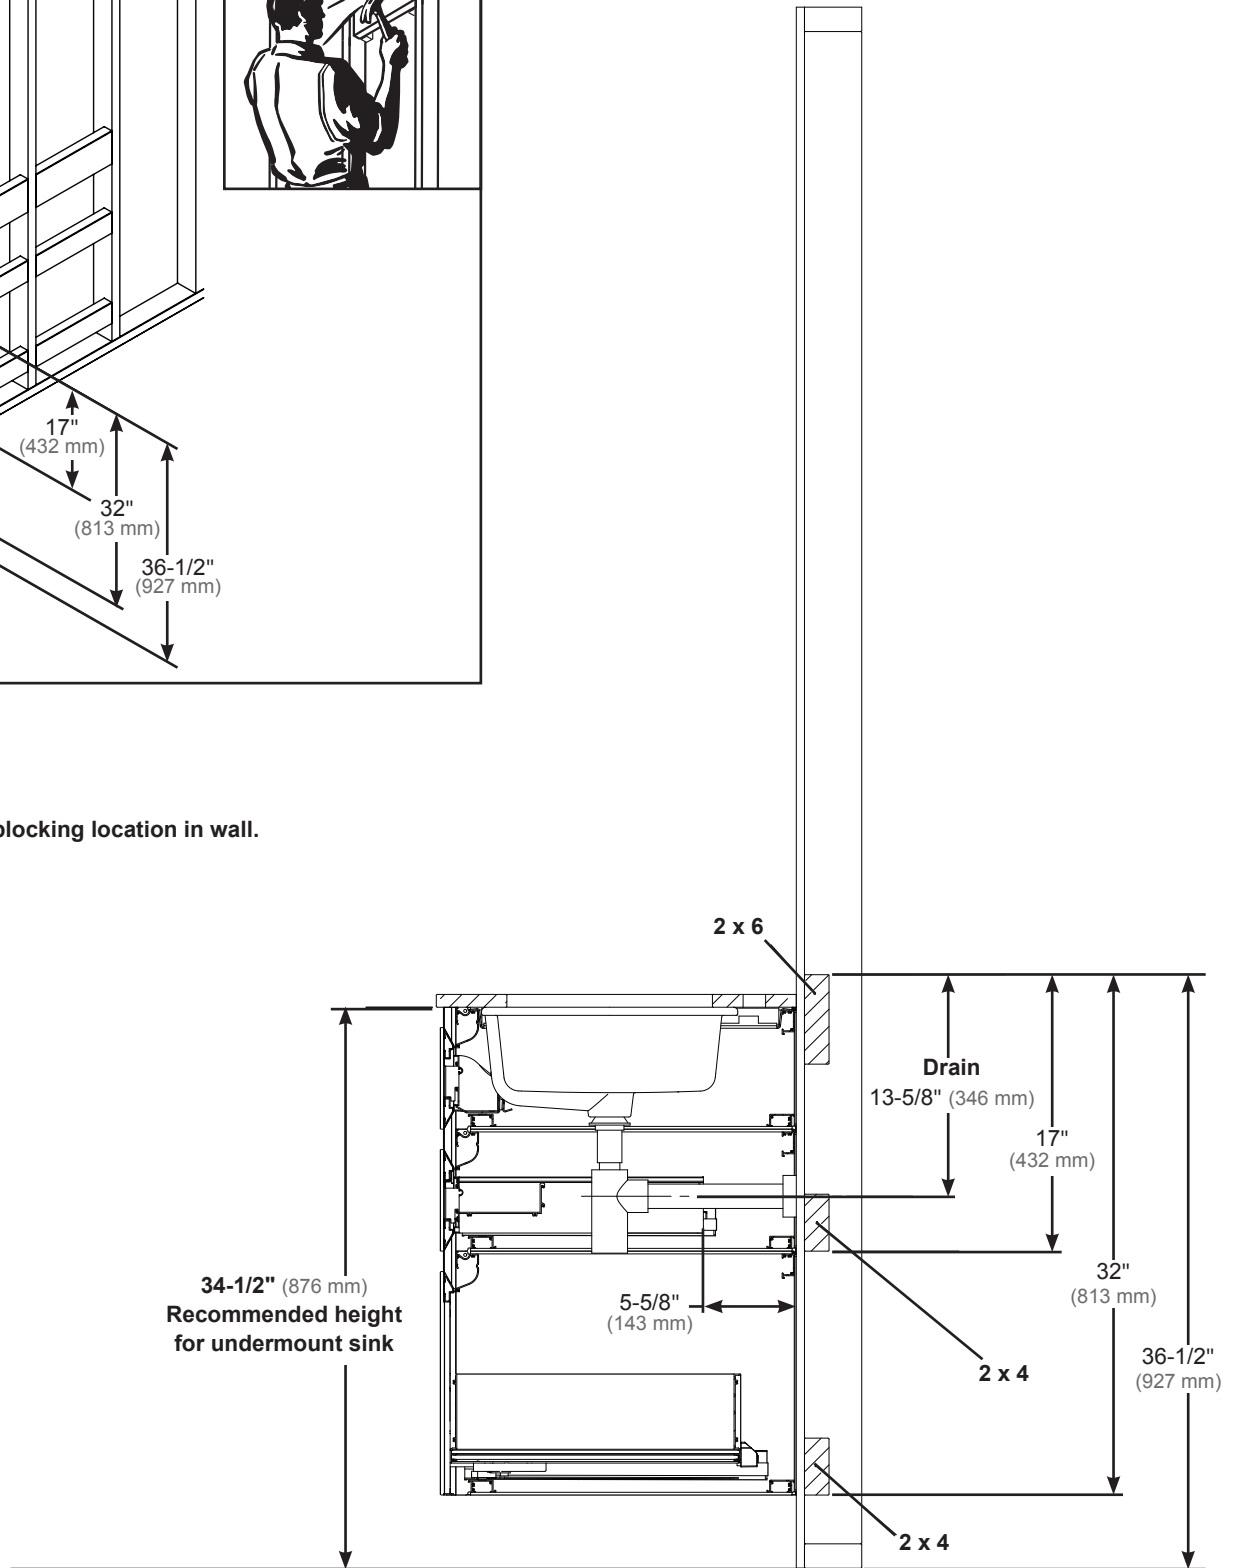 17"
(432 mm)
32"
(813 mm)
36-1/2"
(927 mm)
blocking location in wall.
2 x 6
Drain
13-5/8" (346 mm)
17"
(432 mm)
34-1/2" (876 mm)
Recommended height
for undermount sink
5-5/8"
(143 mm)
32"
(813 mm)
36-1/2"
(927 mm)
2 x 4
2 x 4